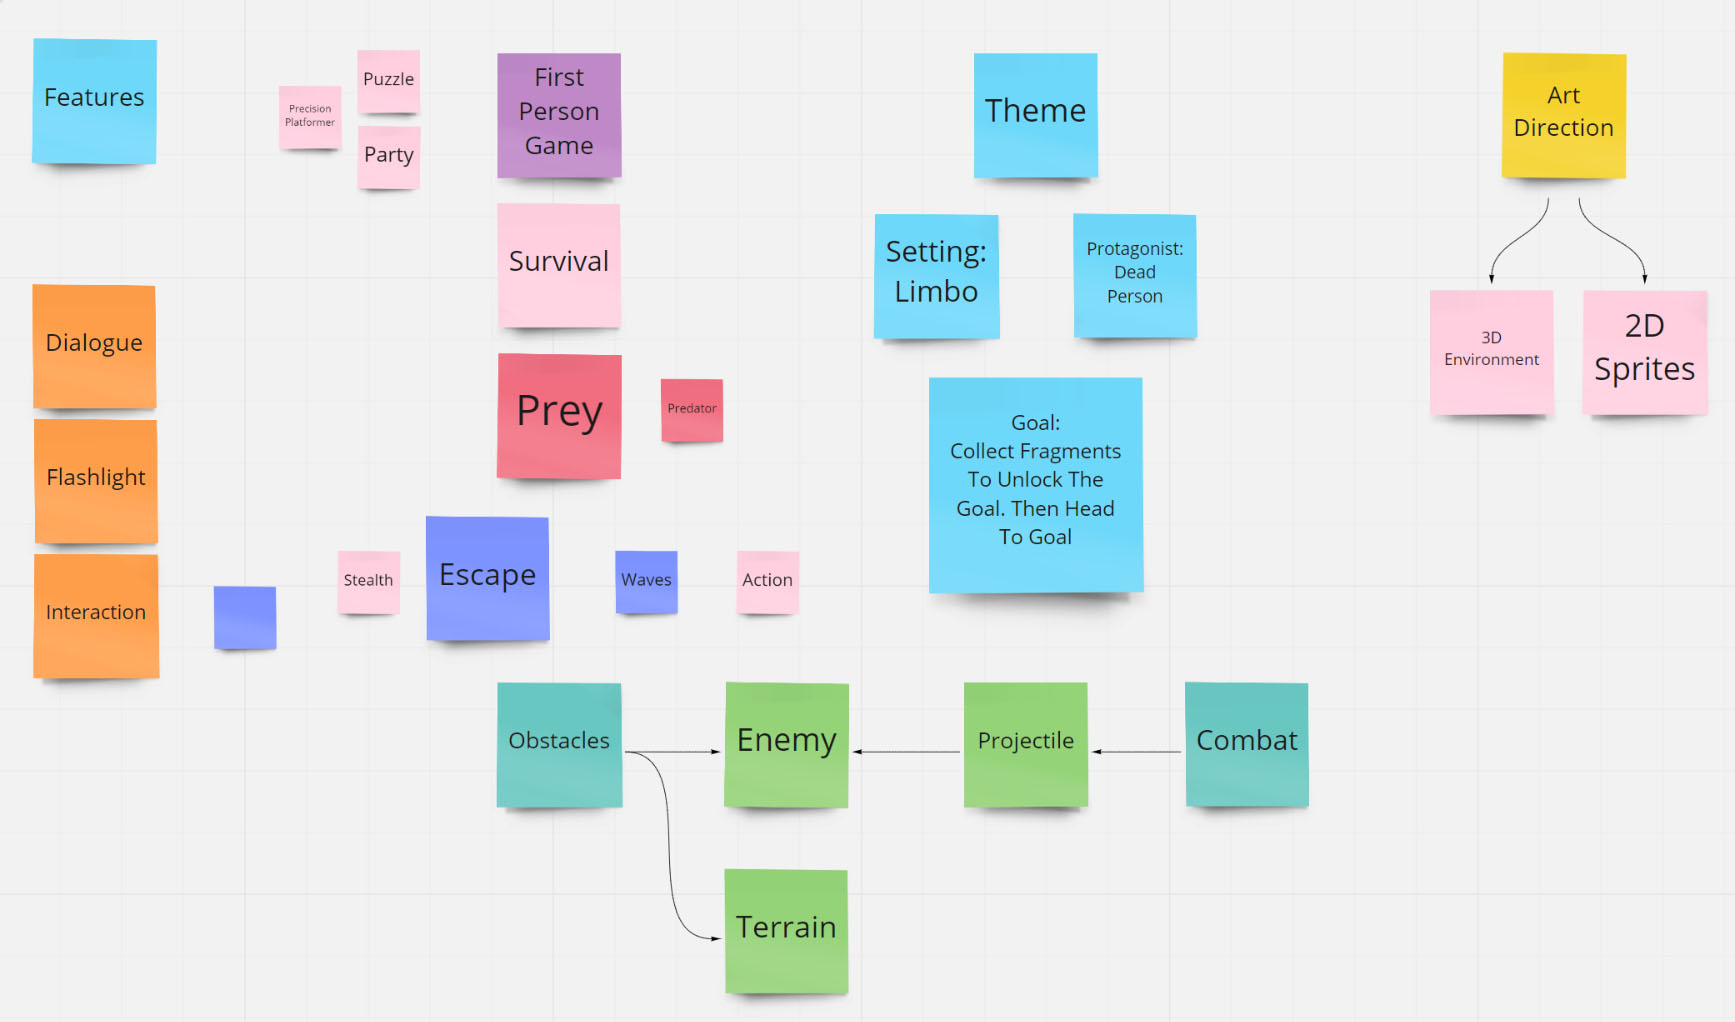 Features
Precision
Platformer
Puzzle
Party
First
Person
Game
Survival
Prey
Predator
Dialogue
Flashlight
Interaction
Stealth
Escape
Waves
Action
Theme
Setting:
Limbo
Protagonist:
Dead
Person
Goal:
Collect Fragments
To Unlock The
Goal. Then Head
To Goal
Art
Direction
3D
Environment
2D
Sprites
Obstacles
Enemy
Projectile
Combat
Terrain